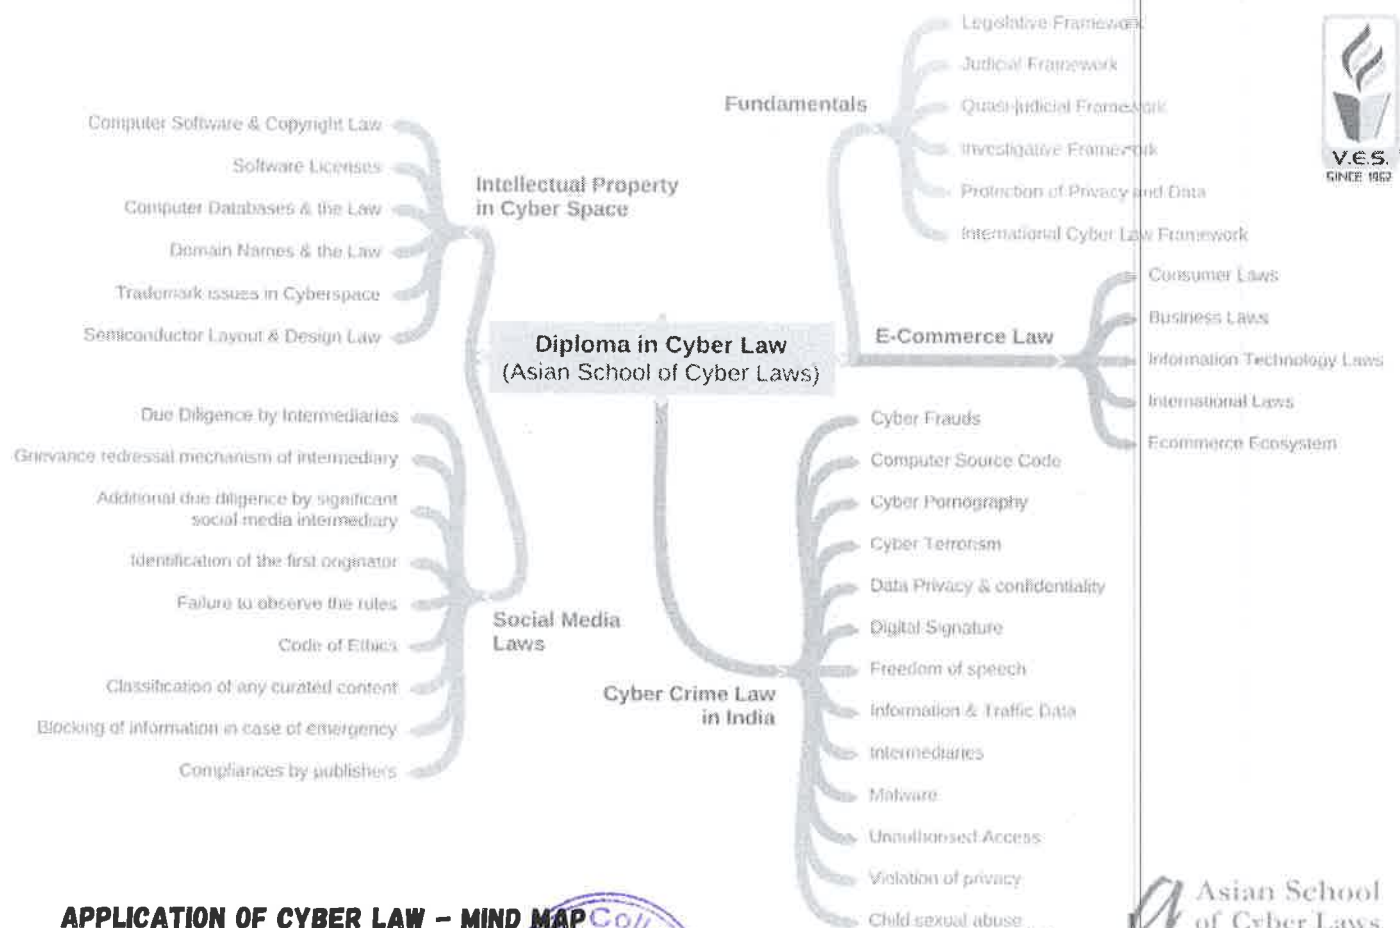 Diploma in Cyber Law
(Asian School of Cyber Laws)
Fundamentals
Legislative Framework
Judicial Framework
Quasi-judicial Framework
Investigative Framework
Protection of Privacy and Data
International Cyber Law Framework
E-Commerce Law
Consumer Laws
Business Laws
Information Technology Laws
International Laws
Ecommerce Ecosystem
Intellectual Property
in Cyber Space
Computer Software & Copyright Law
Software Licenses
Computer Databases & the Law
Domain Names & the Law
Trademark issues in Cyberspace
Semiconductor Layout & Design Law
Social Media
Laws
Due Diligence by Intermediaries
Grievance redressal mechanism of intermediary
Additional due diligence by significant
social media intermediary
Identification of the first originator
Failure to observe the rules
Code of Ethics
Classification of any curated content
Blocking of information in case of emergency
Compliances by publishers
Cyber Crime Law
in India
Cyber Frauds
Computer Source Code
Cyber Pornography
Cyber Terrorism
Data Privacy & confidentiality
Digital Signature
Freedom of speech
Information & Traffic Data
Intermediaries
Malware
Unauthorised Access
Violation of privacy
Child sexual abuse
V.E.S.
SINCE 1962
APPLICATION OF CYBER LAW – MIND MAP
Asian School
of Cyber Laws